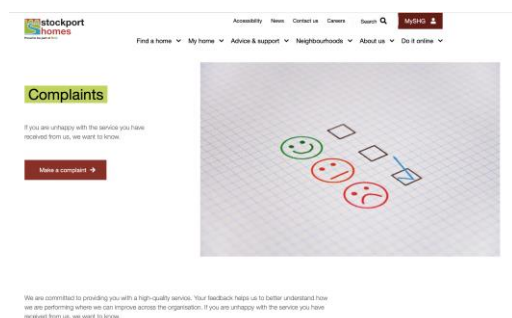 stockport
homes
Accessibility News Contact us Careers Search MySHG
Find a home My home Advice & support Neighbourhoods About us Do it online
Complaints
If you are unhappy with the service you have
received from us, we want to know.
Make a complaint
We are committed to providing you with a high-quality service. Your feedback helps us to better understand how
we are performing where we can improve across the organisation. If you are unhappy with the service you have
received from us, we want to know.